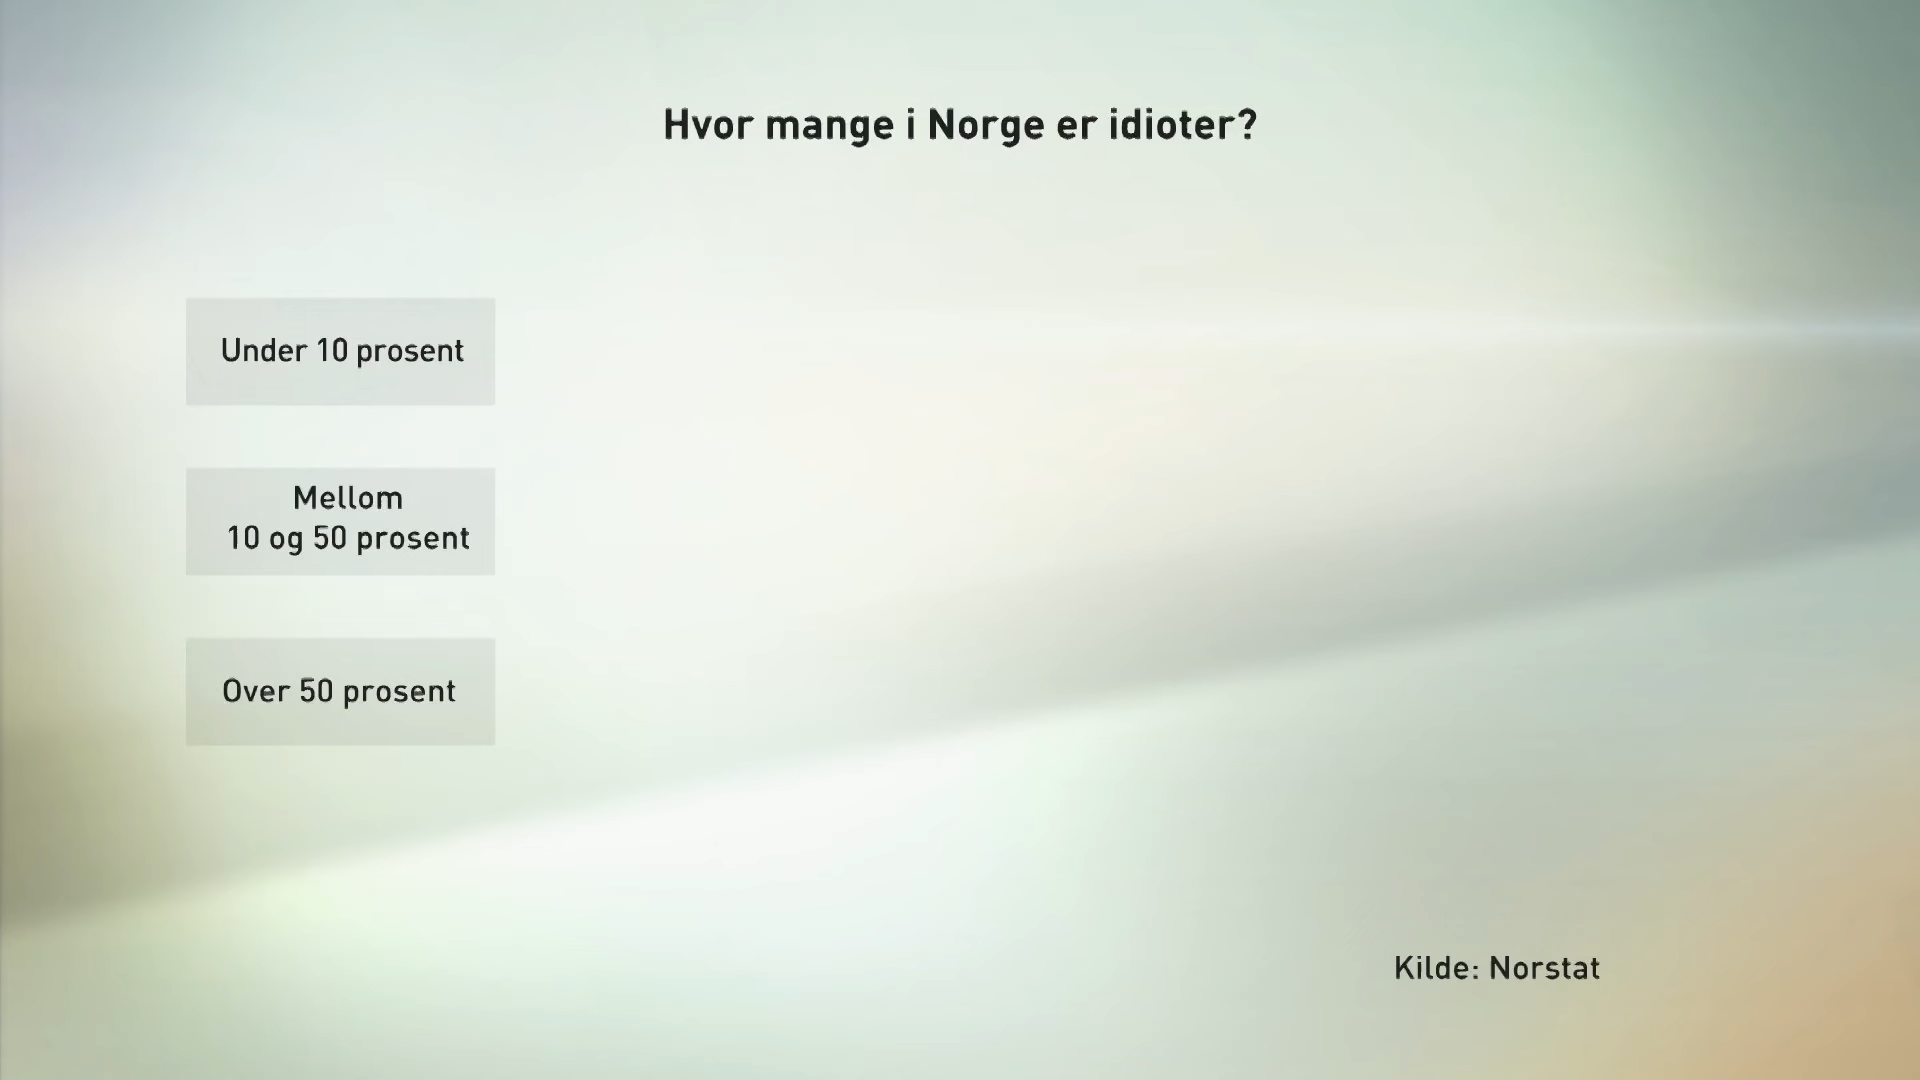 Hvor mange i Norge er idioter?
Under 10 prosent
Mellom
10 og 50 prosent
Over 50 prosent
Kilde: Norstat